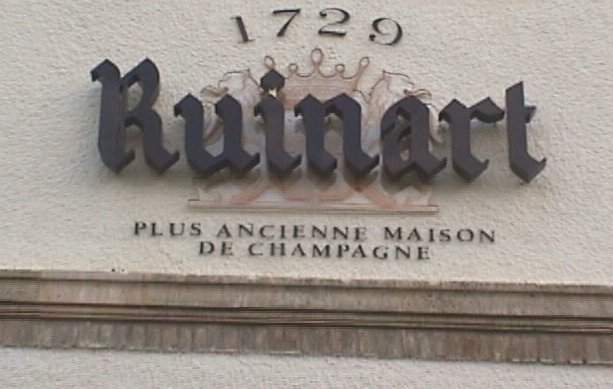 1729
Ruinart
PLUS ANCIENNE MAISON
DE CHAMPAGNE